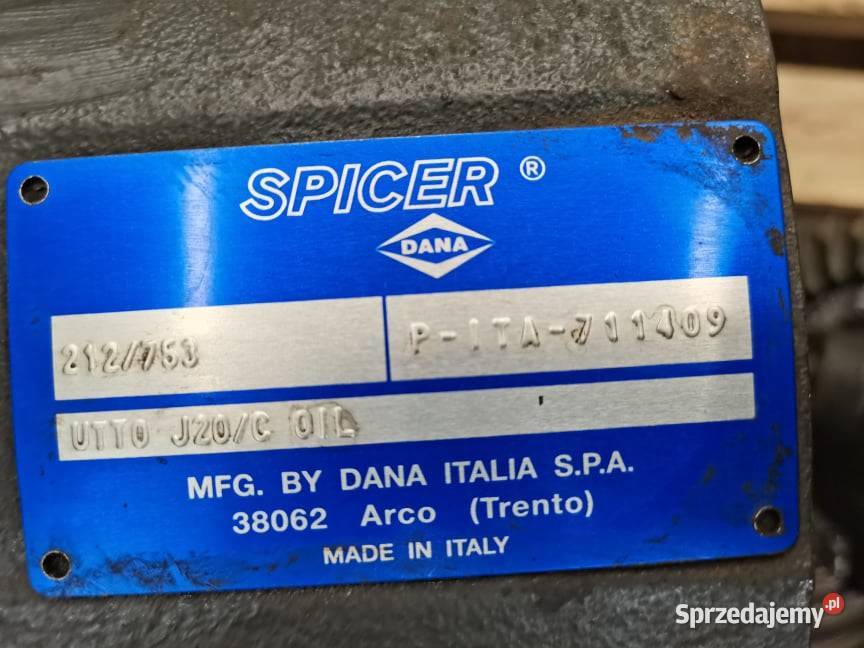 SPICER ®
DANA
212/753
P-ITA-711409
UTTO J20/C OIL
MFG. BY DANA ITALIA S.P.A.
38062 Arco (Trento)
MADE IN ITALY
Sprzedajemy.pl